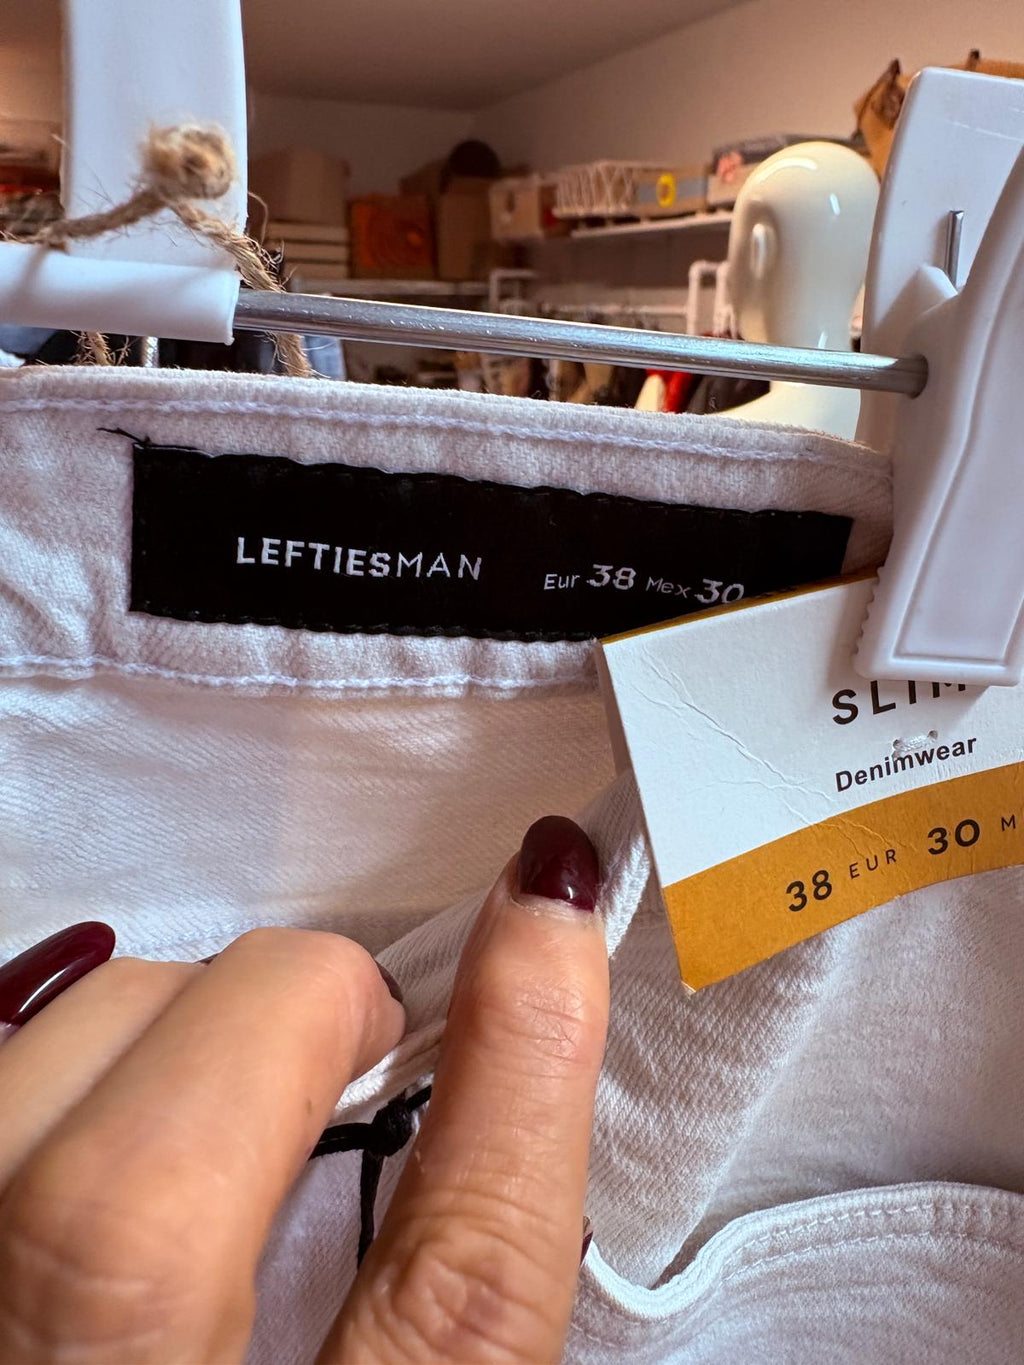 LEFTIESMAN Eur 38 Mex 30
SLIM
Denimwear
38 EUR 30 M